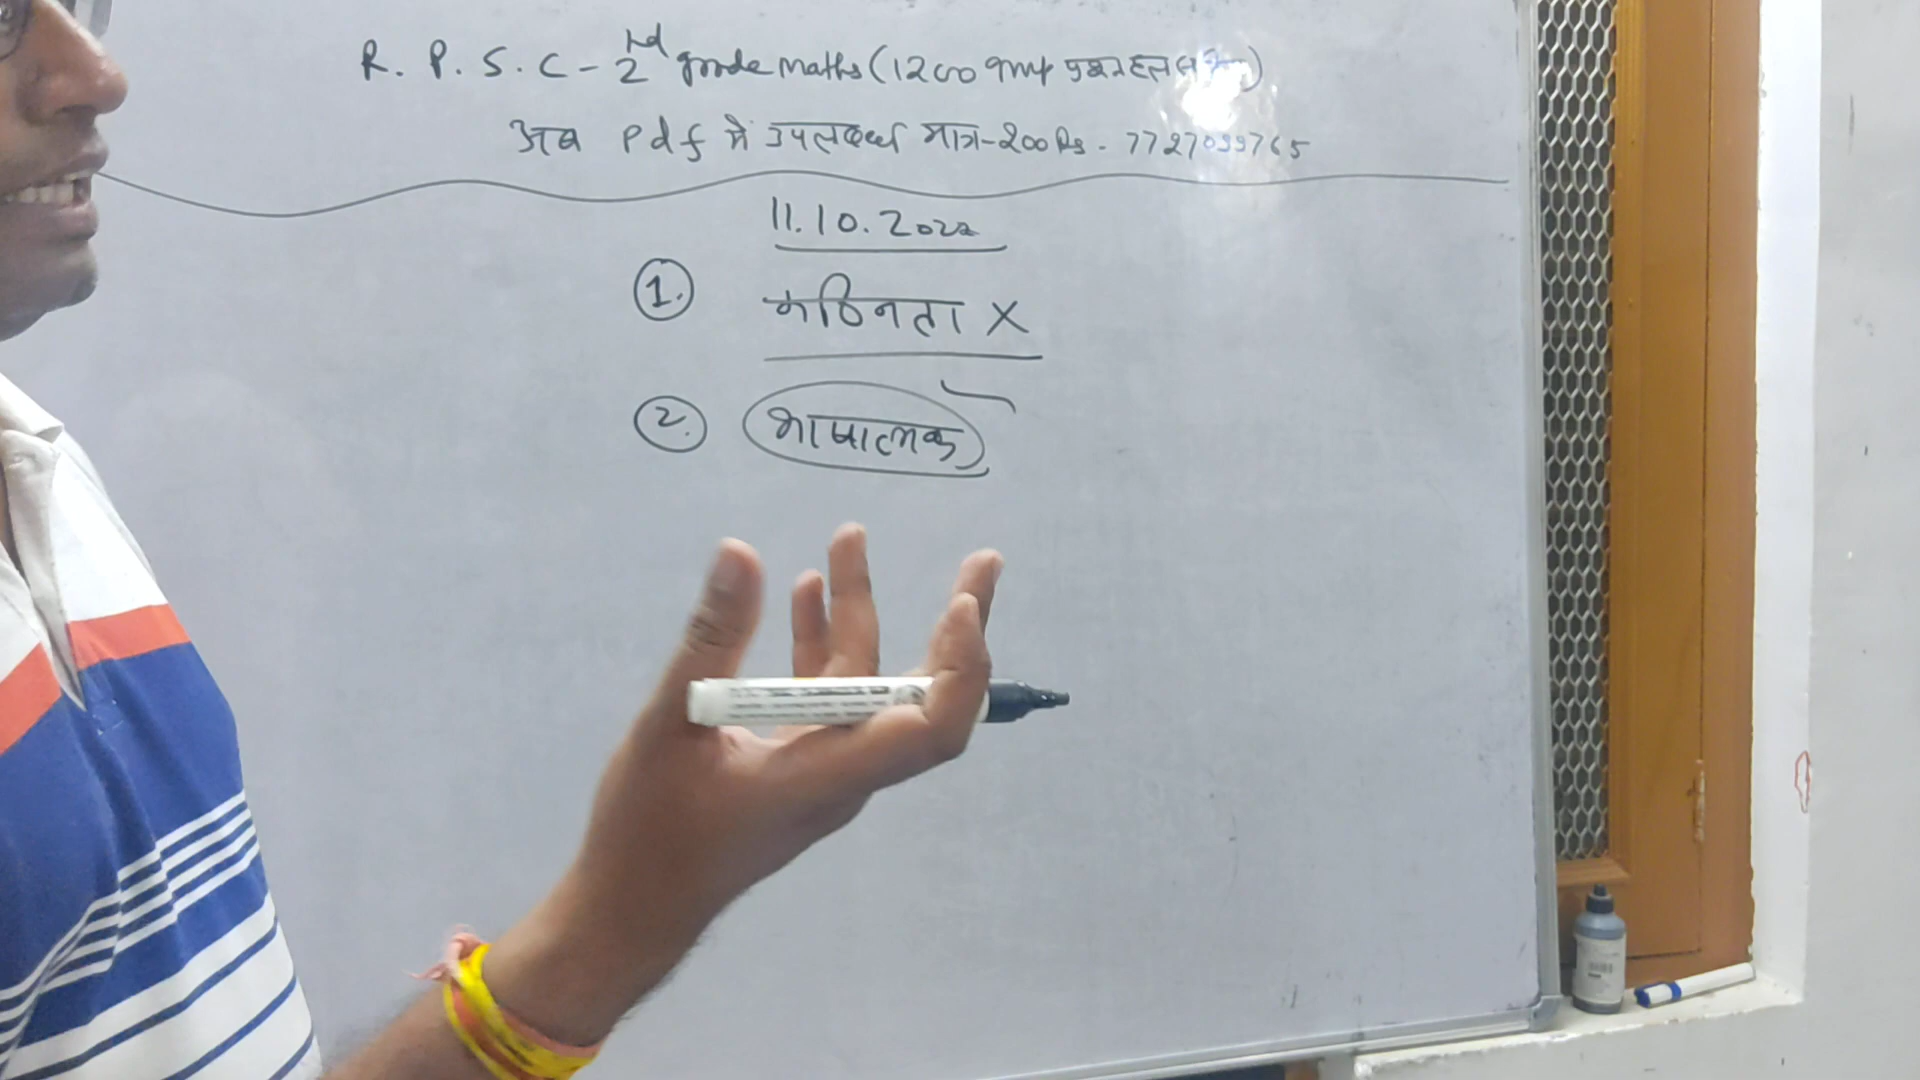 R. P. S. C - 2nd grade maths (1200 प्रश्न हल
अब Pdf में उपलब्ध मात्र-200 Rs. 7727099765
11.10.2022
1. कठिनता X
2. भाषात्मक